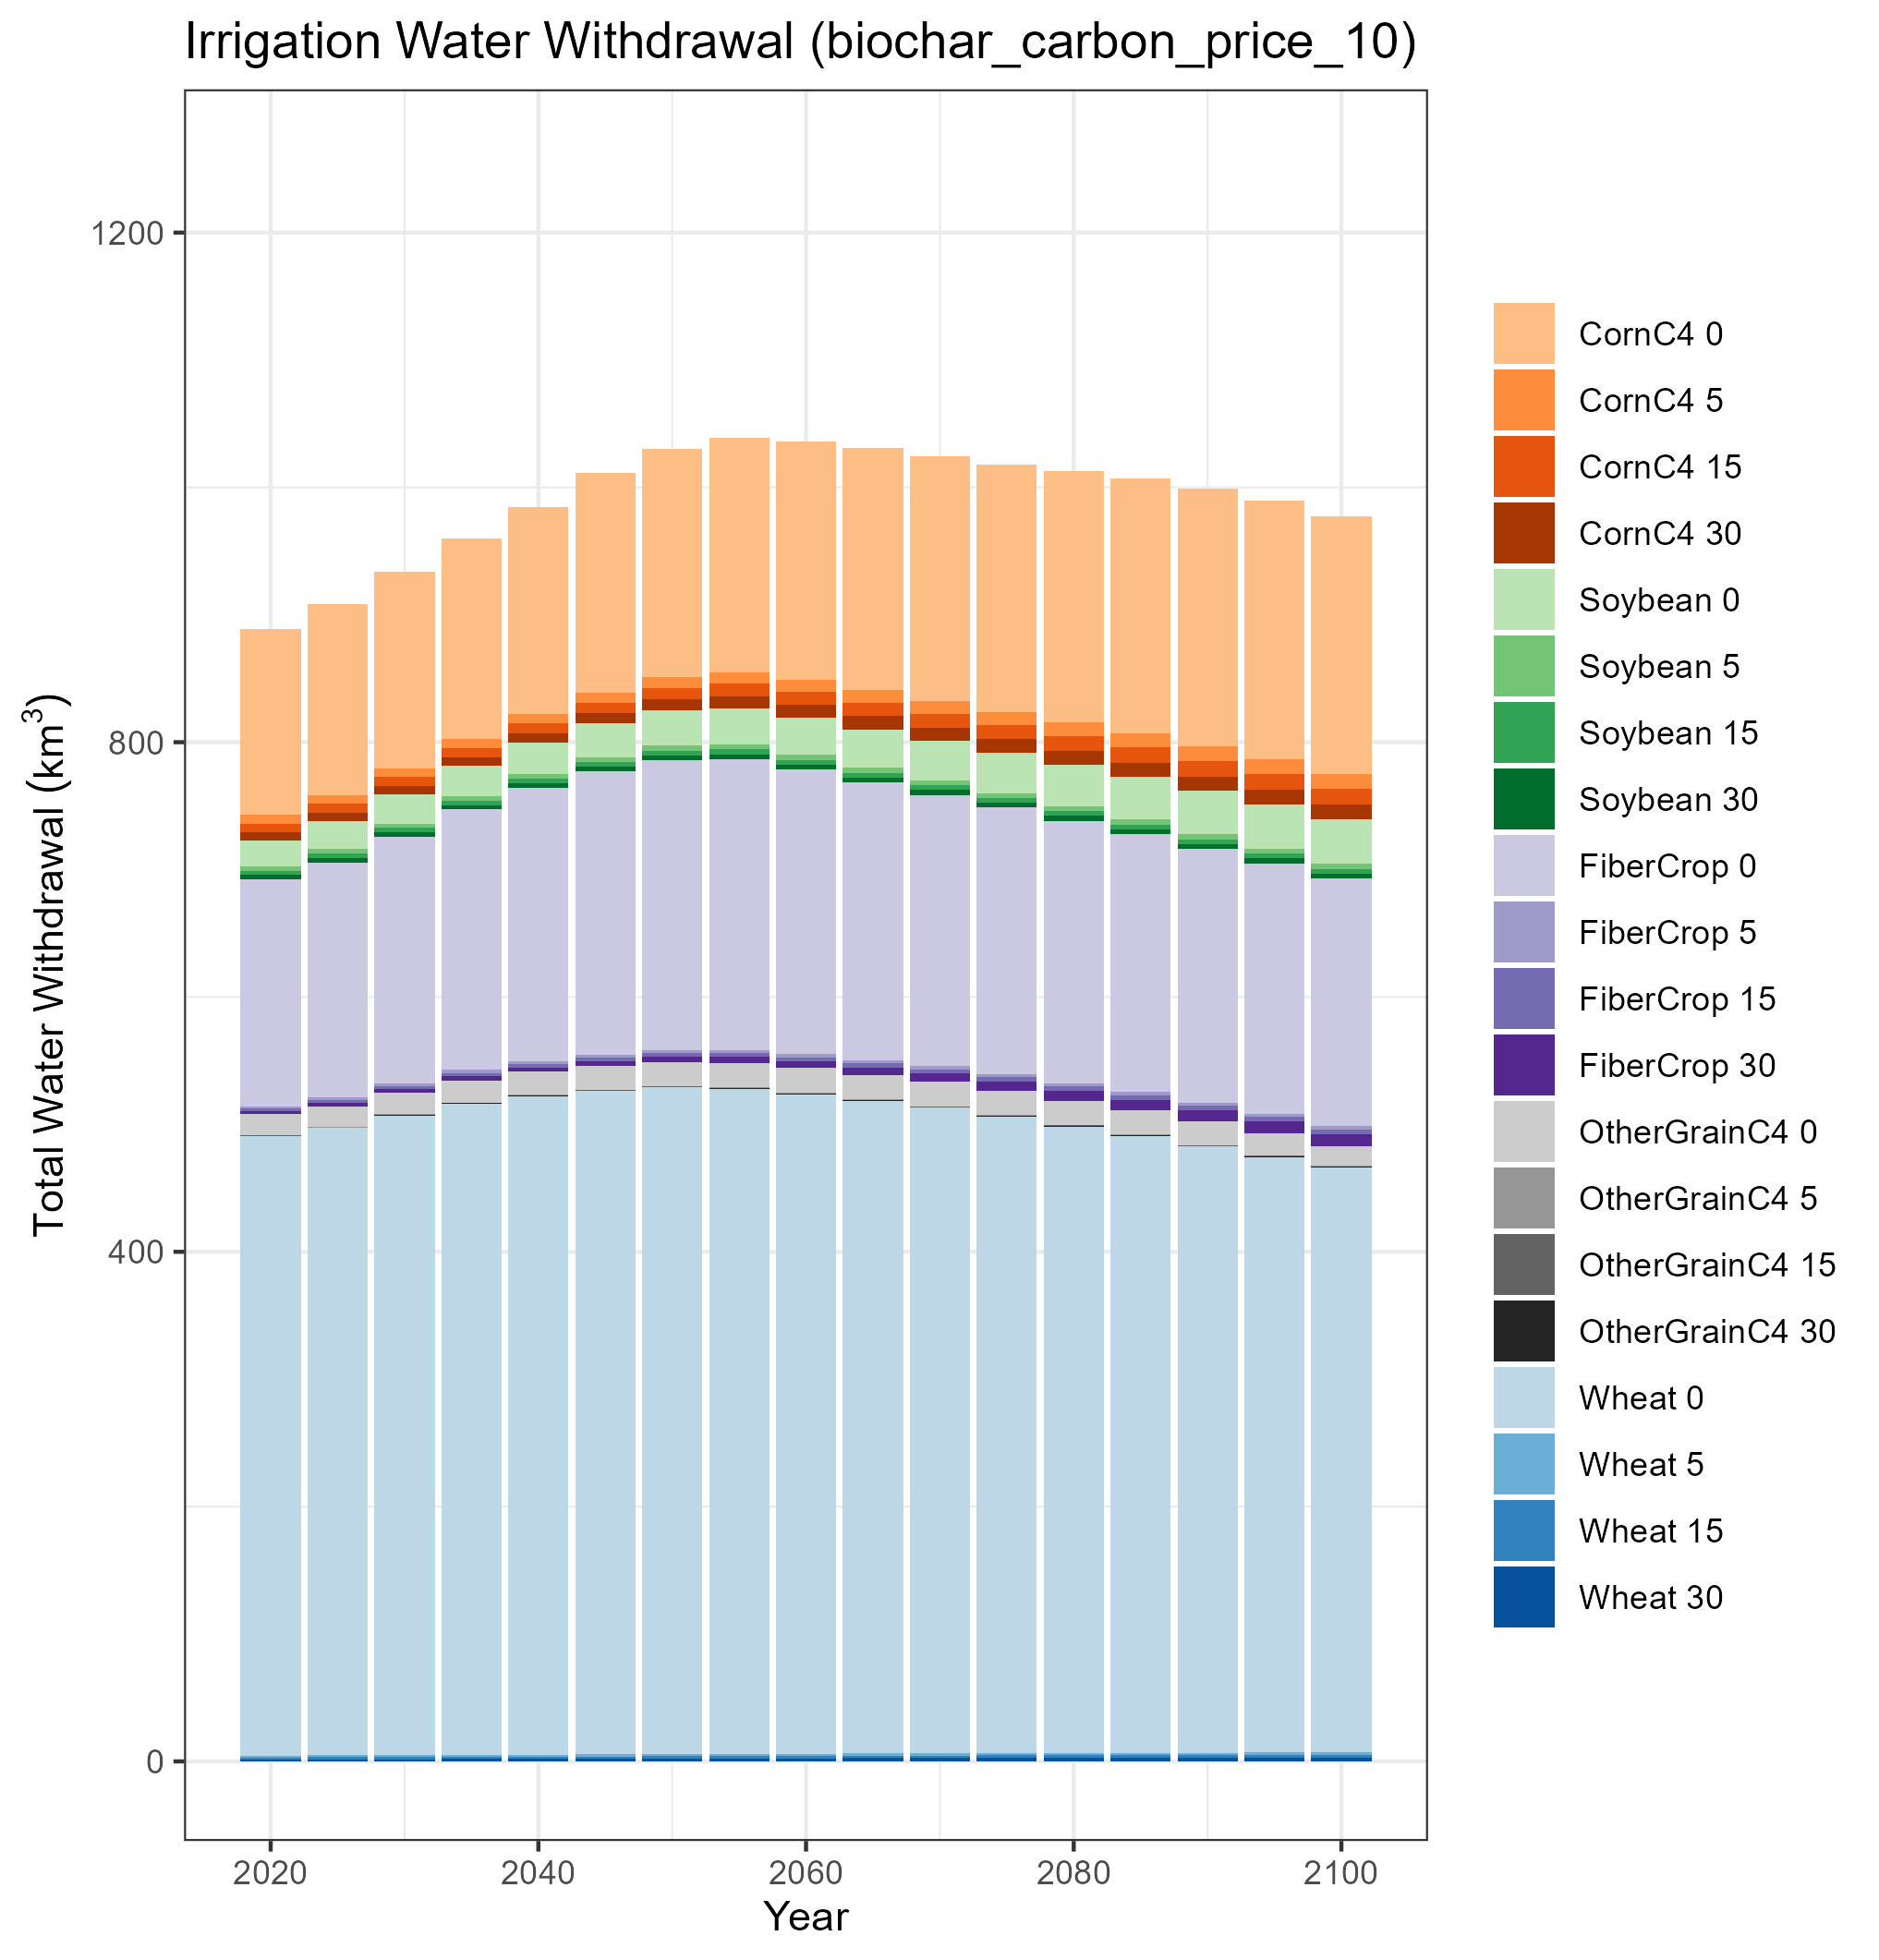 Irrigation Water Withdrawal (biochar_carbon_price_10)
Total Water Withdrawal (km³)
1200
800
400
0
2020
2040
2060
2080
2100
Year
CornC4 0
CornC4 5
CornC4 15
CornC4 30
Soybean 0
Soybean 5
Soybean 15
Soybean 30
FiberCrop 0
FiberCrop 5
FiberCrop 15
FiberCrop 30
OtherGrainC4 0
OtherGrainC4 5
OtherGrainC4 15
OtherGrainC4 30
Wheat 0
Wheat 5
Wheat 15
Wheat 30